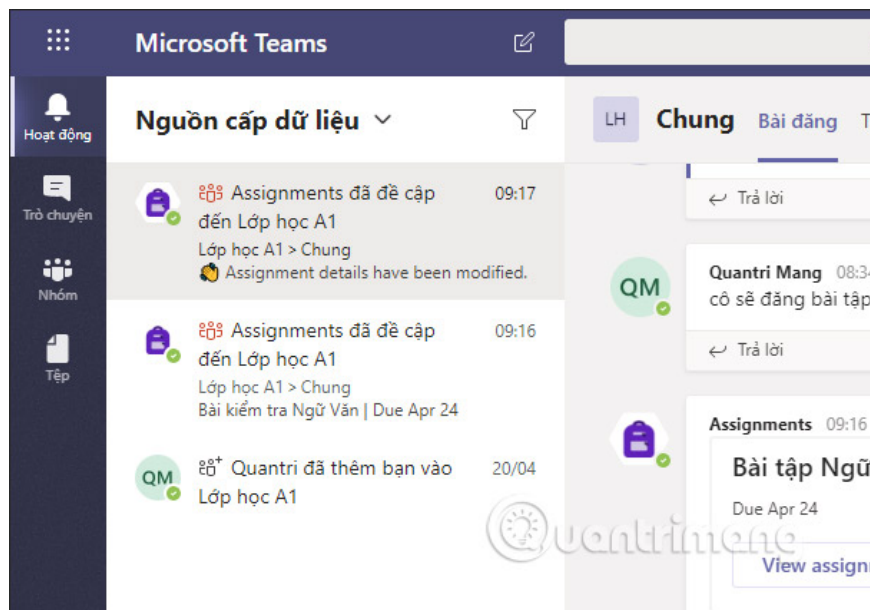 Microsoft Teams
Hoạt động
Trò chuyện
Nhóm
Tệp
Nguồn cấp dữ liệu
Assignments đã đề cập 09:17
đến Lớp học A1
Lớp học A1 > Chung
Assignment details have been modified.
Assignments đã đề cập 09:16
đến Lớp học A1
Lớp học A1 > Chung
Bài kiểm tra Ngữ Văn | Due Apr 24
QM
Quantri đã thêm bạn vào 20/04
Lớp học A1
LH Chung Bài đăng T
Trả lời
QM
Quantri Mang 08:34
cô sẽ đăng bài tập
Trả lời
Assignments 09:16
Bài tập Ngữ
Due Apr 24
View assign
Quantrimang